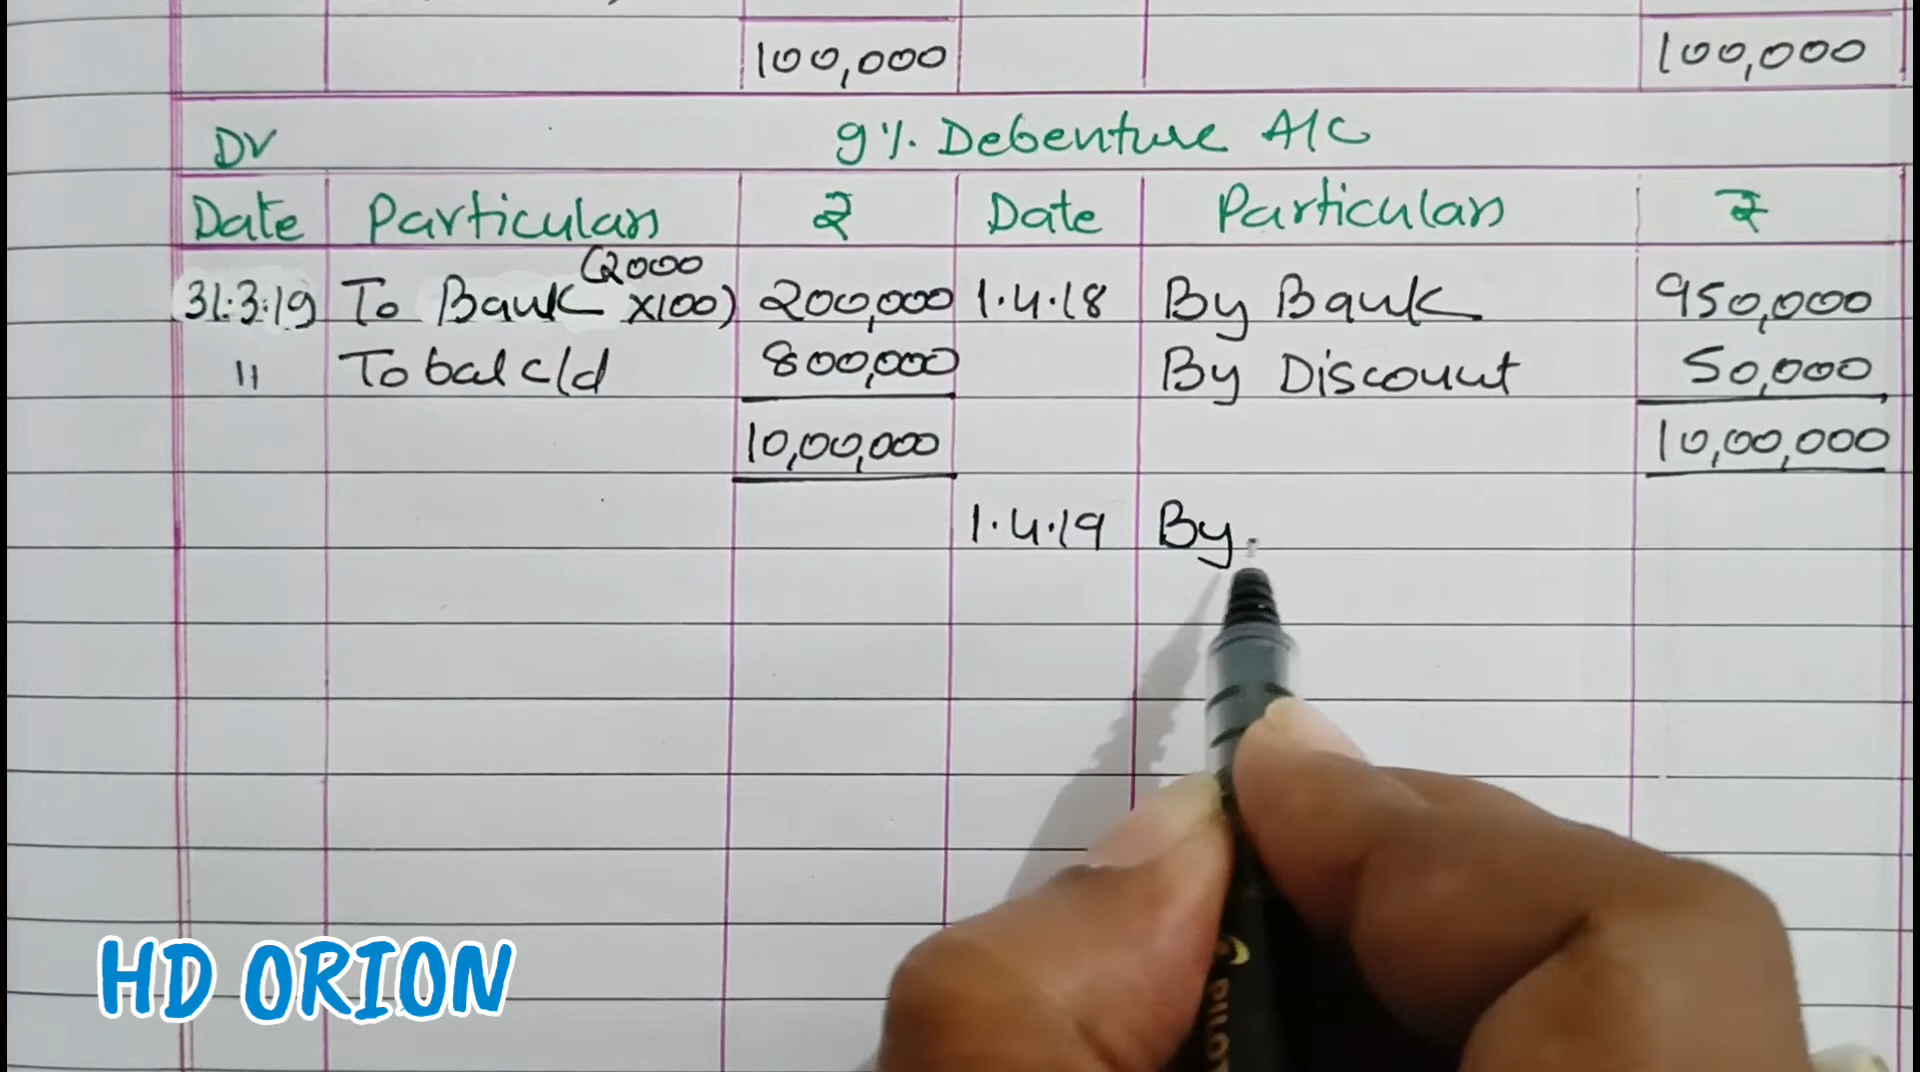 100,000 100,000
Dr 9%. Debenture A/C
Date Particulars ₹ Date Particulars ₹
31.3.19 To Bank (2000 X100) 200,000 1.4.18 By Bank 950,000
" To bal c/d 800,000 By Discount 50,000
10,00,000 10,00,000
1.4.19 By
HD ORION
PILOT